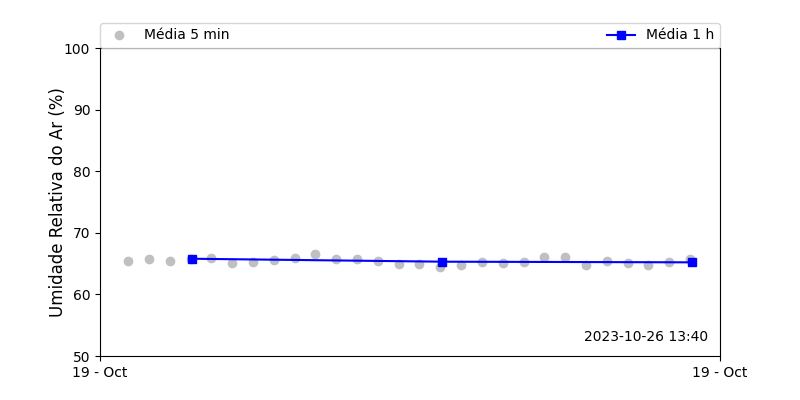 Média 5 min
Média 1 h
100
90
80
70
60
50
Umidade Relativa do Ar (%)
2023-10-26 13:40
19 - Oct
19 - Oct